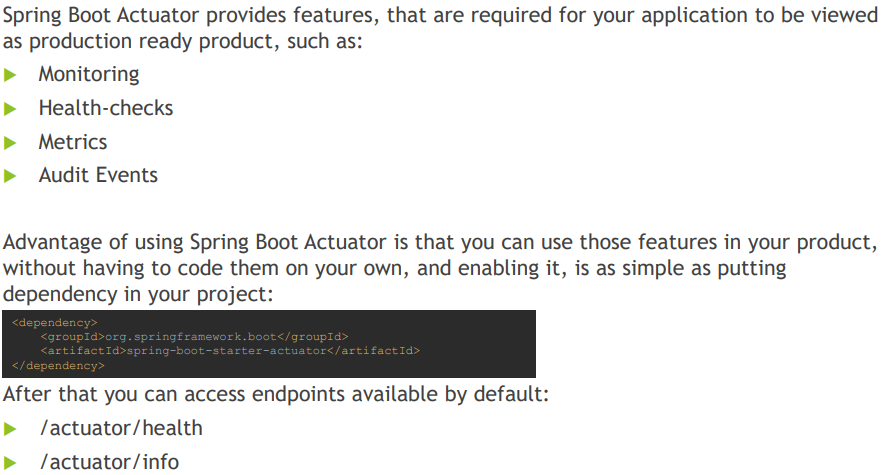 Spring Boot Actuator provides features, that are required for your application to be viewed
as production ready product, such as:
Monitoring
Health-checks
Metrics
Audit Events
Advantage of using Spring Boot Actuator is that you can use those features in your product,
without having to code them on your own, and enabling it, is as simple as putting
dependency in your project:
<dependency>
    <groupId>org.springframework.boot</groupId>
    <artifactId>spring-boot-starter-actuator</artifactId>
</dependency>
After that you can access endpoints available by default:
/actuator/health
/actuator/info